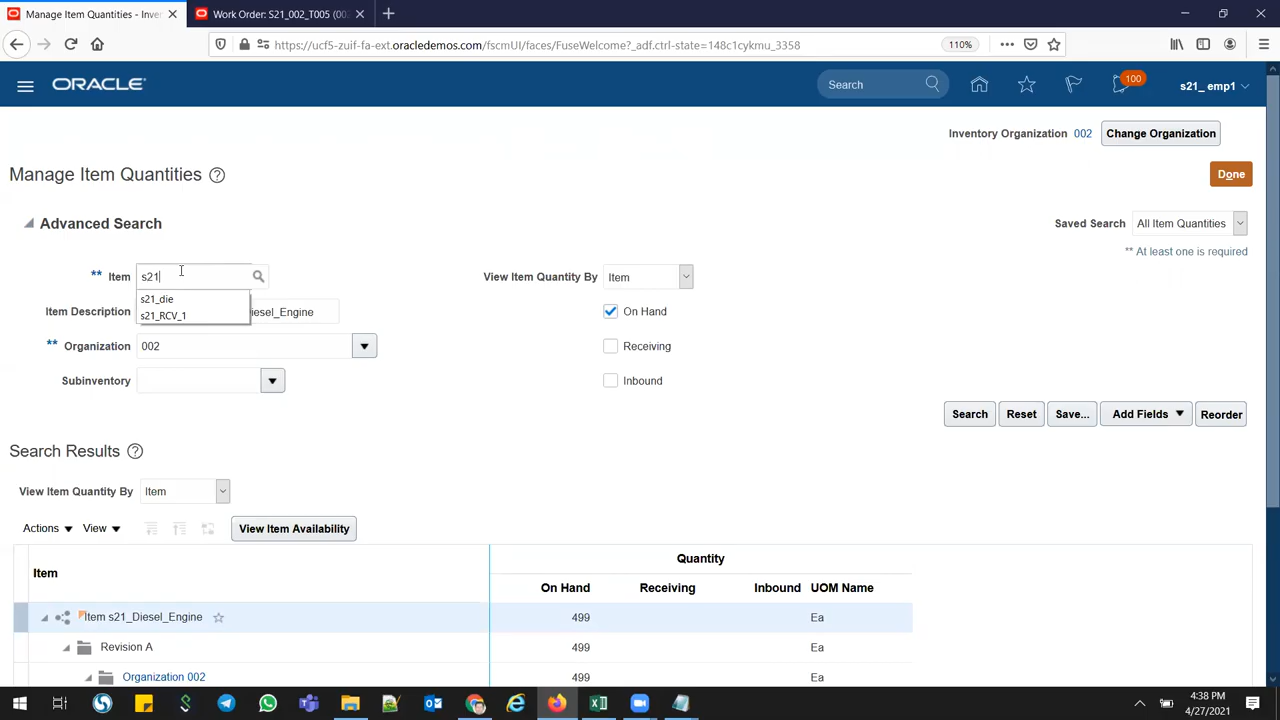 Manage Item Quantities - Inve
Work Order: S21_002_T005 (002
https://ucf5-zuif-fa-ext.oracledemos.com/fscmUI/faces/FuseWelcome?_adf.ctrl-state=148c1cykmu_3358
110%
ORACLE
Search
100
s21_ emp1
Inventory Organization 002 Change Organization
Manage Item Quantities
Done
Advanced Search
Saved Search All Item Quantities
** At least one is required
** Item s21
View Item Quantity By Item
s21_die
s21_RCV_1
Item Description iesel_Engine
On Hand
** Organization 002
Receiving
Subinventory
Inbound
Search Reset Save... Add Fields Reorder
Search Results
View Item Quantity By Item
Actions View View Item Availability
Quantity
Item
On Hand Receiving Inbound UOM Name
Item s21_Diesel_Engine 499 Ea
Revision A 499 Ea
Organization 002 499 Ea
4:38 PM
4/27/2021